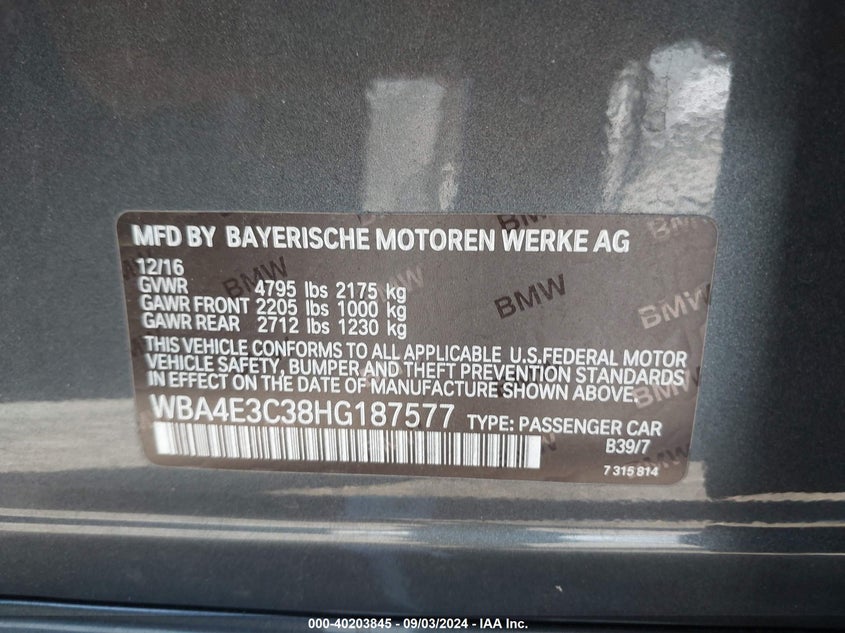 MFD BY BAYERISCHE MOTOREN WERKE AG
12/16
GVWR 4795 lbs 2175 kg
GAWR FRONT 2205 lbs 1000 kg
GAWR REAR 2712 lbs 1230 kg
THIS VEHICLE CONFORMS TO ALL APPLICABLE U.S.FEDERAL MOTOR
VEHICLE SAFETY, BUMPER AND THEFT PREVENTION STANDARDS
IN EFFECT ON THE DATE OF MANUFACTURE SHOWN ABOVE.
WBA4E3C38HG187577 TYPE: PASSENGER CAR
B39/7
7 315 814
BMW
BMW
BMW
000-40203845 - 09/03/2024 - IAA Inc.